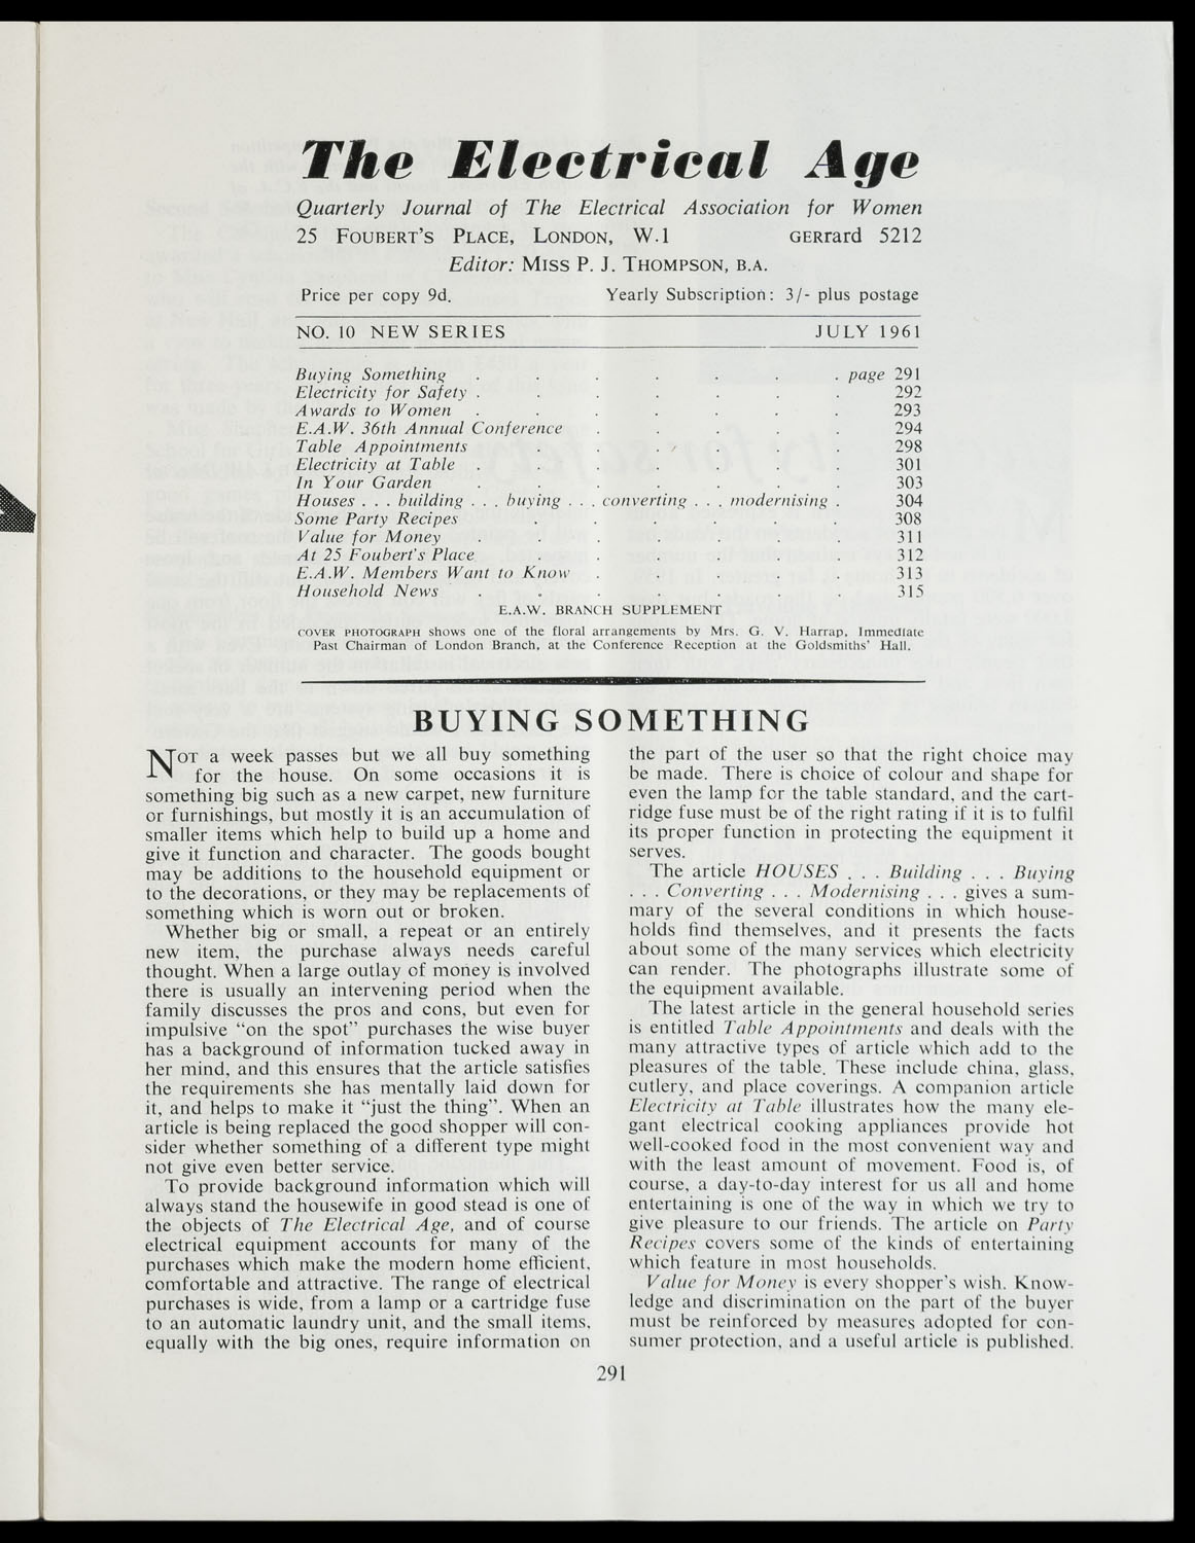 The Electrical Age
Quarterly Journal of The Electrical Association for Women
25 FOUBERT'S PLACE, LONDON, W.1 GERrard 5212
Editor: MISS P. J. THOMPSON, B.A.
Price per copy 9d. Yearly Subscription: 3/- plus postage
NO. 10 NEW SERIES JULY 1961
Buying Something . . . . . . . page 291
Electricity for Safety . . . . . . . 292
Awards to Women . . . . . . . 293
E.A.W. 36th Annual Conference . . . . . 294
Table Appointments . . . . . . . 298
Electricity at Table . . . . . . . 301
In Your Garden . . . . . . . 303
Houses . . . building . . . buying . . . converting . . . modernising . 304
Some Party Recipes . . . . . . 308
Value for Money . . . . . . . 311
At 25 Foubert's Place . . . . . . 312
E.A.W. Members Want to Know . . . . . 313
Household News . . . . . . . 315
E.A.W. BRANCH SUPPLEMENT
COVER PHOTOGRAPH shows one of the floral arrangements by Mrs. G. V. Harrap, Immediate
Past Chairman of London Branch, at the Conference Reception at the Goldsmiths' Hall.
BUYING SOMETHING
NOT a week passes but we all buy something
for the house. On some occasions it is
something big such as a new carpet, new furniture
or furnishings, but mostly it is an accumulation of
smaller items which help to build up a home and
give it function and character. The goods bought
may be additions to the household equipment or
to the decorations, or they may be replacements of
something which is worn out or broken.
Whether big or small, a repeat or an entirely
new item, the purchase always needs careful
thought. When a large outlay of money is involved
there is usually an intervening period when the
family discusses the pros and cons, but even for
impulsive "on the spot" purchases the wise buyer
has a background of information tucked away in
her mind, and this ensures that the article satisfies
the requirements she has mentally laid down for
it, and helps to make it "just the thing". When an
article is being replaced the good shopper will con-
sider whether something of a different type might
not give even better service.
To provide background information which will
always stand the housewife in good stead is one of
the objects of The Electrical Age, and of course
electrical equipment accounts for many of the
purchases which make the modern home efficient,
comfortable and attractive. The range of electrical
purchases is wide, from a lamp or a cartridge fuse
to an automatic laundry unit, and the small items,
equally with the big ones, require information on
the part of the user so that the right choice may
be made. There is choice of colour and shape for
even the lamp for the table standard, and the cart-
ridge fuse must be of the right rating if it is to fulfil
its proper function in protecting the equipment it
serves.
The article HOUSES . . . Building . . . Buying
. . . Converting . . . Modernising . . . gives a sum-
mary of the several conditions in which house-
holds find themselves, and it presents the facts
about some of the many services which electricity
can render. The photographs illustrate some of
the equipment available.
The latest article in the general household series
is entitled Table Appointments and deals with the
many attractive types of article which add to the
pleasures of the table. These include china, glass,
cutlery, and place coverings. A companion article
Electricity at Table illustrates how the many ele-
gant electrical cooking appliances provide hot
well-cooked food in the most convenient way and
with the least amount of movement. Food is, of
course, a day-to-day interest for us all and home
entertaining is one of the way in which we try to
give pleasure to our friends. The article on Party
Recipes covers some of the kinds of entertaining
which feature in most households.
Value for Money is every shopper's wish. Know-
ledge and discrimination on the part of the buyer
must be reinforced by measures adopted for con-
sumer protection, and a useful article is published.
291